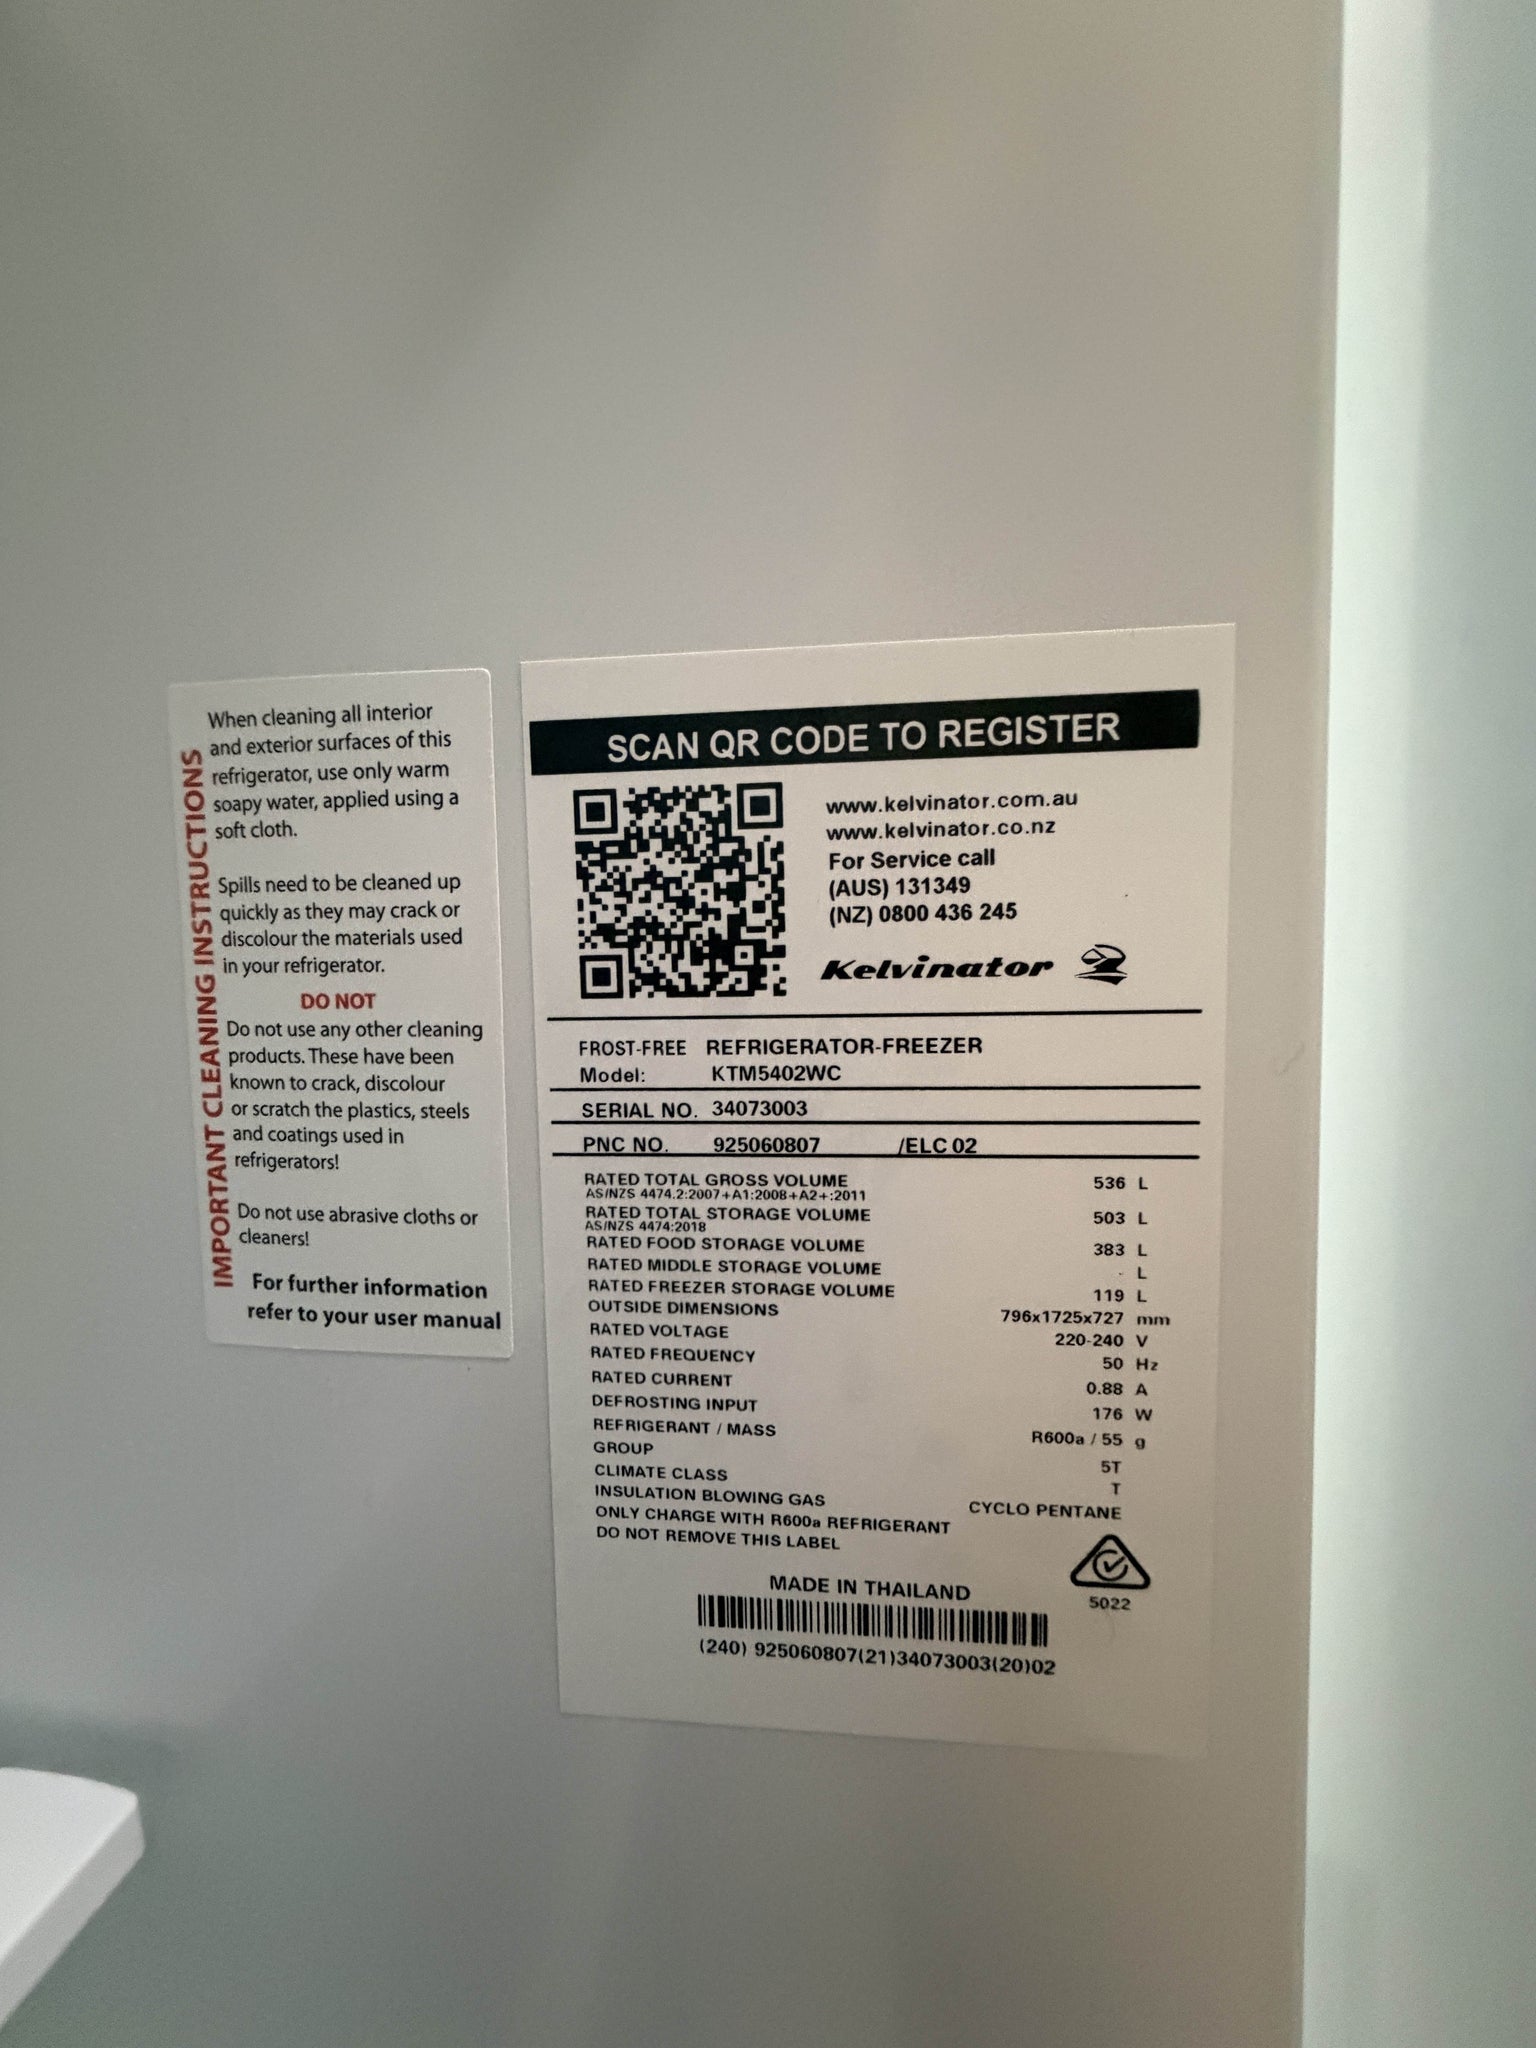 IMPORTANT CLEANING INSTRUCTIONS
When cleaning all interior
and exterior surfaces of this
refrigerator, use only warm
soapy water, applied using a
soft cloth.
Spills need to be cleaned up
quickly as they may crack or
discolour the materials used
in your refrigerator.
DO NOT
Do not use any other cleaning
products. These have been
known to crack, discolour
or scratch the plastics, steels
and coatings used in
refrigerators!
Do not use abrasive cloths or
cleaners!
For further information
refer to your user manual
SCAN QR CODE TO REGISTER
www.kelvinator.com.au
www.kelvinator.co.nz
For Service call
(AUS) 131349
(NZ) 0800 436 245
Kelvinator
FROST-FREE REFRIGERATOR-FREEZER
Model: KTM5402WC
SERIAL NO. 34073003
PNC NO. 925060807 /ELC 02
RATED TOTAL GROSS VOLUME 536 L
AS/NZS 4474.2:2007+A1:2008+A2+:2011
RATED TOTAL STORAGE VOLUME 503 L
AS/NZS 4474:2018
RATED FOOD STORAGE VOLUME 383 L
RATED MIDDLE STORAGE VOLUME - L
RATED FREEZER STORAGE VOLUME 119 L
OUTSIDE DIMENSIONS 796x1725x727 mm
RATED VOLTAGE 220-240 V
RATED FREQUENCY 50 Hz
RATED CURRENT 0.88 A
DEFROSTING INPUT 176 W
REFRIGERANT / MASS R600a / 55 g
GROUP 5T
CLIMATE CLASS T
INSULATION BLOWING GAS CYCLO PENTANE
ONLY CHARGE WITH R600a REFRIGERANT
DO NOT REMOVE THIS LABEL
MADE IN THAILAND
5022
(240) 925060807(21)34073003(20)02